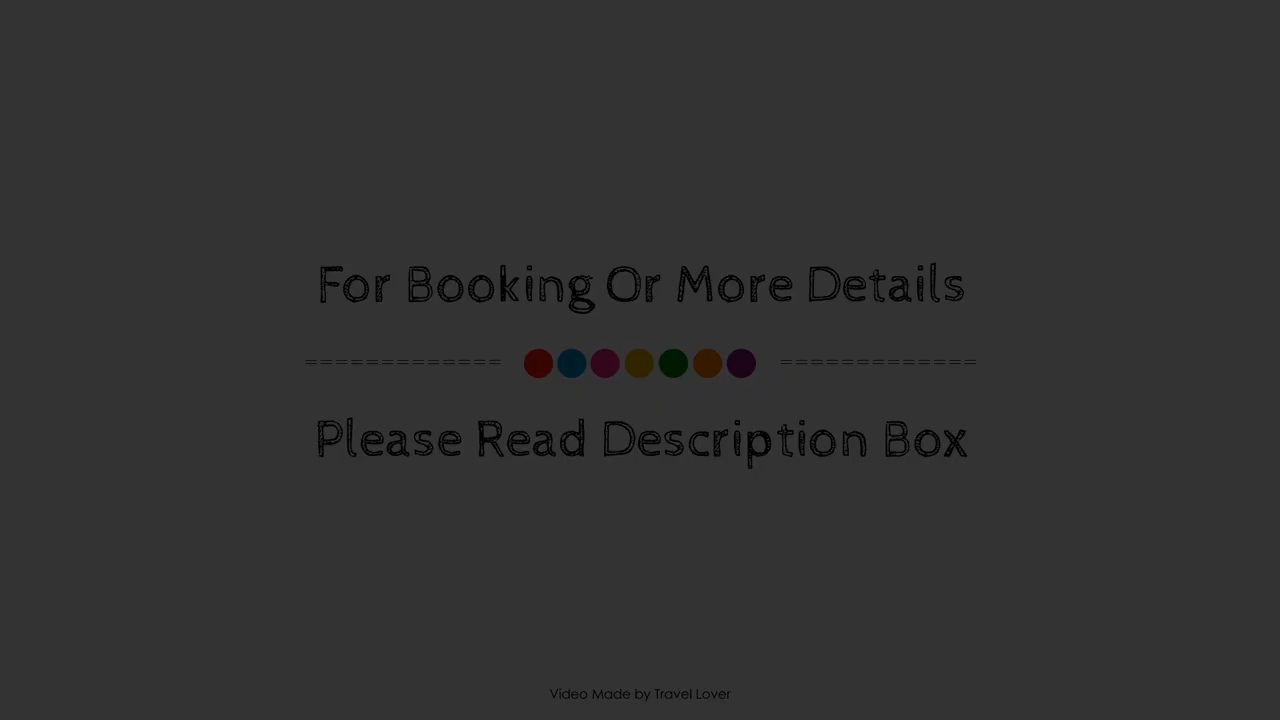 For Booking Or More Details
============= =============
Please Read Description Box
Video Made by Travel Lover